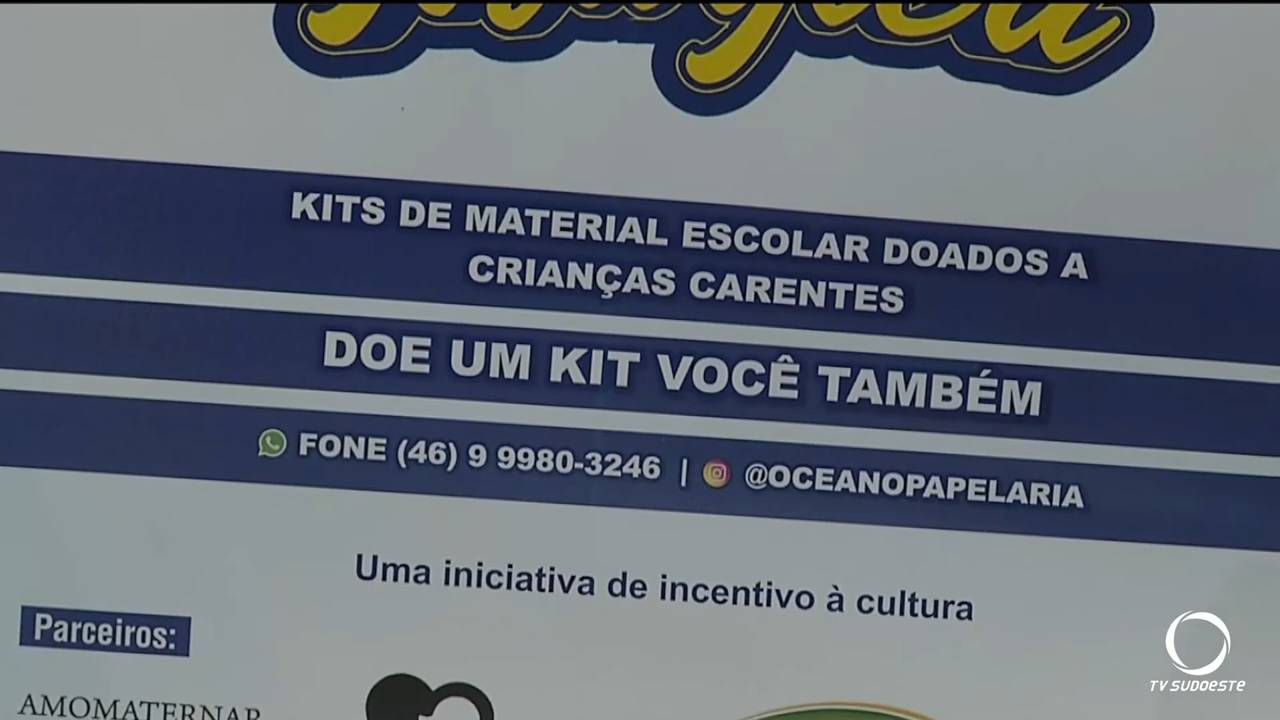 KITS DE MATERIAL ESCOLAR DOADOS A
CRIANÇAS CARENTES
DOE UM KIT VOCÊ TAMBÉM
FONE (46) 9 9980-3246 | @OCEANOPAPELARIA
Uma iniciativa de incentivo à cultura
Parceiros:
AMOMATERNAR
TV SUDOESTE